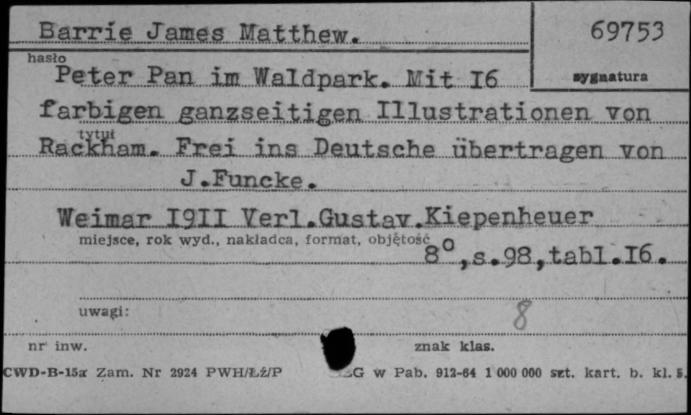 Barrie James Matthew.
69753
hasło
sygnatura
Peter Pan im Waldpark. Mit I6
farbigen ganzseitigen Illustrationen von
tytuł
Rackham. Frei ins Deutsche übertragen von
J.Funcke.
Weimar I9II Verl.Gustav.Kiepenheuer
miejsce, rok wyd., nakładca, format, objętość
8°,s.98,tabl.I6.
uwagi:
8
nr inw.
znak klas.
CWD-B-15a Zam. Nr 2924 PWH/Łż/P
G w Pab. 912-64 1 000 000 szt. kart. b. kl. 5.